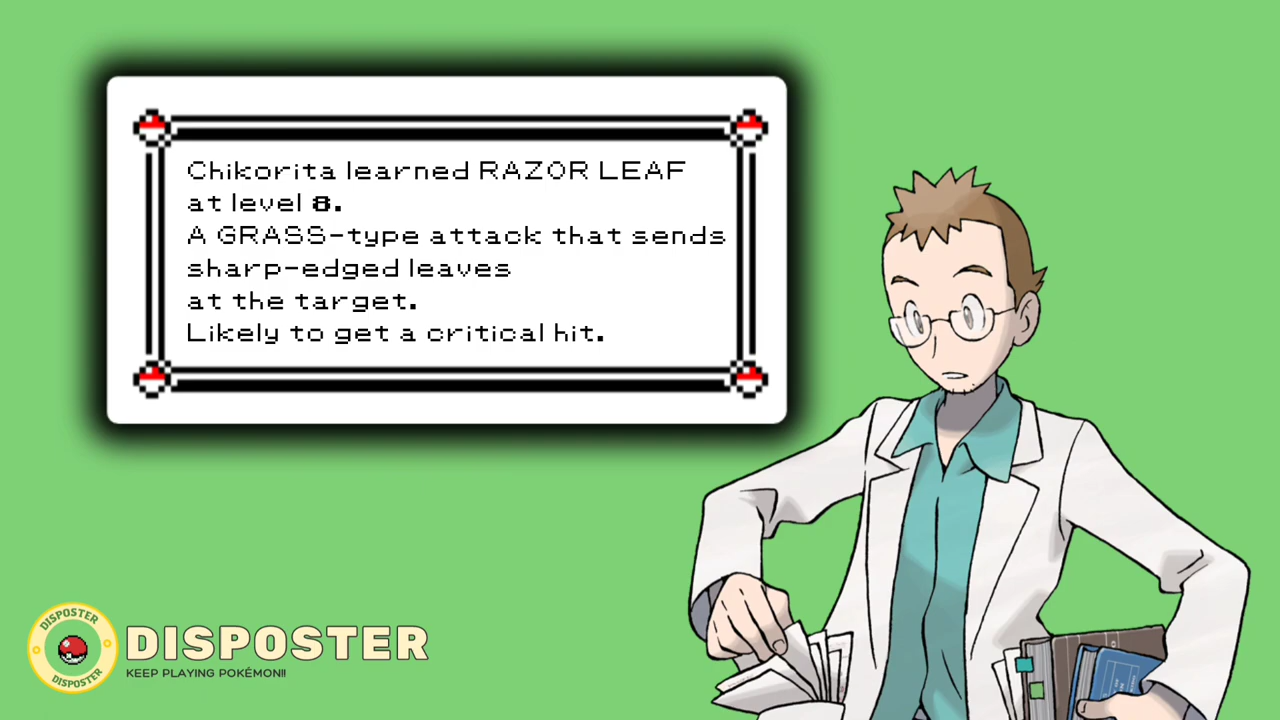 Chikorita learned RAZOR LEAF
at level 8.
A GRASS-type attack that sends
sharp-edged leaves
at the target.
Likely to get a critical hit.
DISPOSTER
DISPOSTER
DISPOSTER
KEEP PLAYING POKÉMON!!